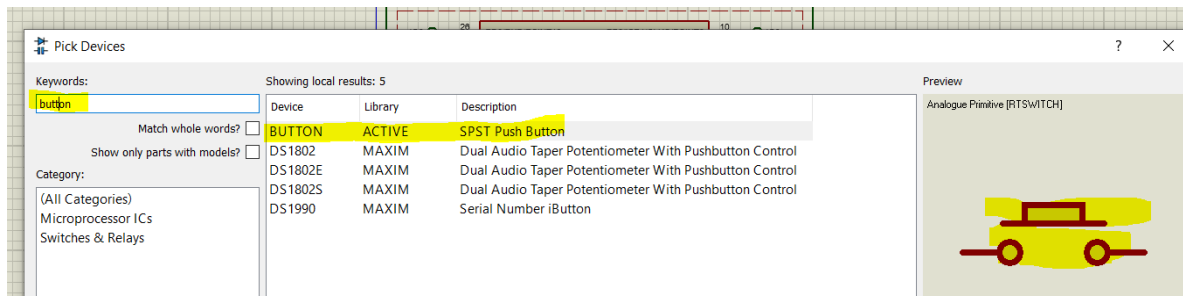 26
10
Pick Devices
?
Keywords:
Showing local results: 5
Preview
button
Device Library Description
Analogue Primitive [RTSWITCH]
Match whole words?
BUTTON ACTIVE SPST Push Button
Show only parts with models?
DS1802 MAXIM Dual Audio Taper Potentiometer With Pushbutton Control
DS1802E MAXIM Dual Audio Taper Potentiometer With Pushbutton Control
Category:
DS1802S MAXIM Dual Audio Taper Potentiometer With Pushbutton Control
(All Categories)
DS1990 MAXIM Serial Number iButton
Microprocessor ICs
Switches & Relays